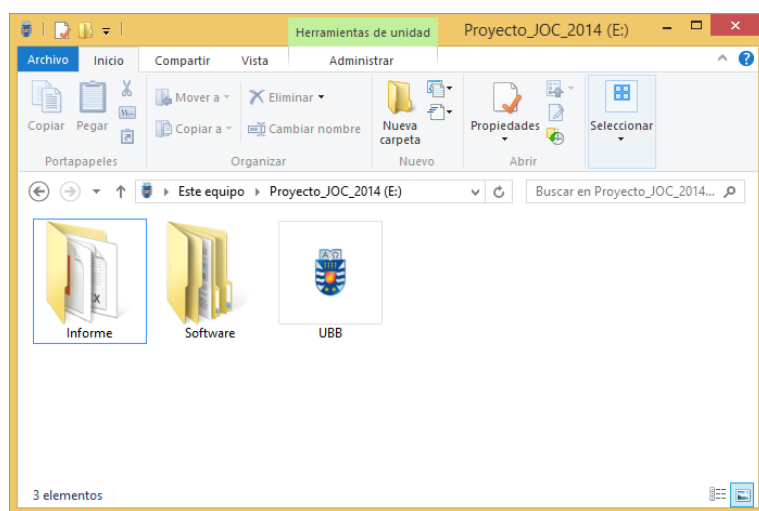 Herramientas de unidad
Proyecto_JOC_2014 (E:)
Archivo Inicio Compartir Vista Administrar
Copiar Pegar
Mover a
Copiar a
Eliminar
Cambiar nombre
Nueva
carpeta
Propiedades
Seleccionar
Portapapeles Organizar Nuevo Abrir
Este equipo Proyecto_JOC_2014 (E:)
Buscar en Proyecto_JOC_2014...
Informe Software UBB
3 elementos